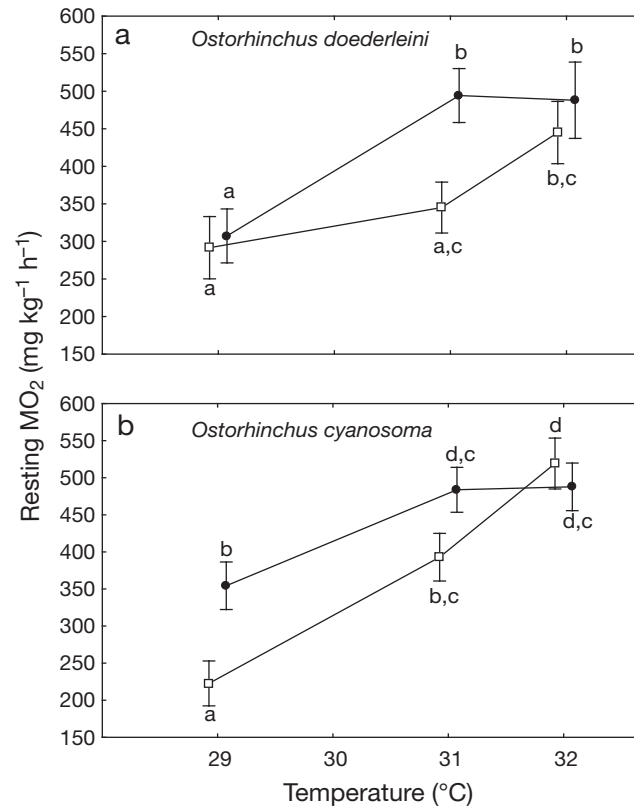 a
Ostorhinchus doederleini
600
550
500
450
400
350
300
250
200
150
b
b
a
b,c
a,c
a
Resting MO₂ (mg kg⁻¹ h⁻¹)
b
Ostorhinchus cyanosoma
600
550
500
450
400
350
300
250
200
150
d
d,c
b
d,c
b,c
a
29
30
31
32
Temperature (°C)